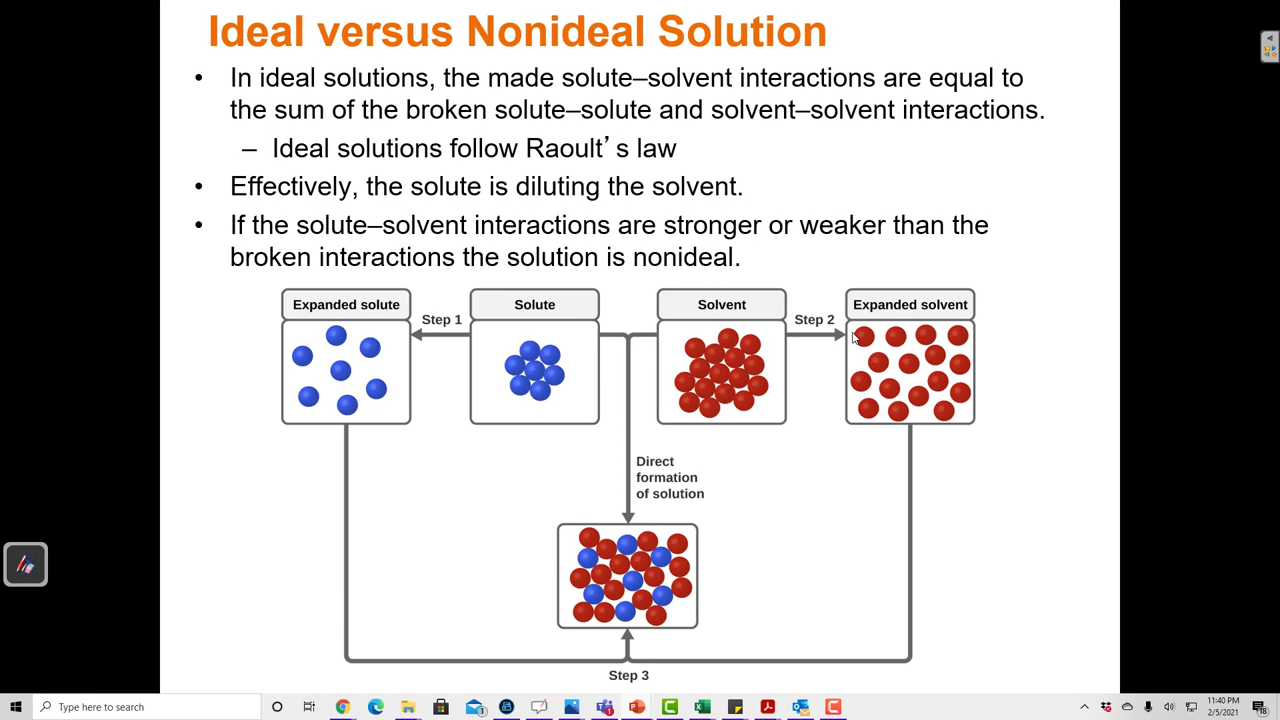 Ideal versus Nonideal Solution
• In ideal solutions, the made solute–solvent interactions are equal to
the sum of the broken solute–solute and solvent–solvent interactions.
– Ideal solutions follow Raoult’s law
• Effectively, the solute is diluting the solvent.
• If the solute–solvent interactions are stronger or weaker than the
broken interactions the solution is nonideal.
Expanded solute
Solute
Solvent
Expanded solvent
Step 1
Step 2
Direct
formation
of solution
Step 3
Type here to search
1
1
11:40 PM
2/5/2021
18